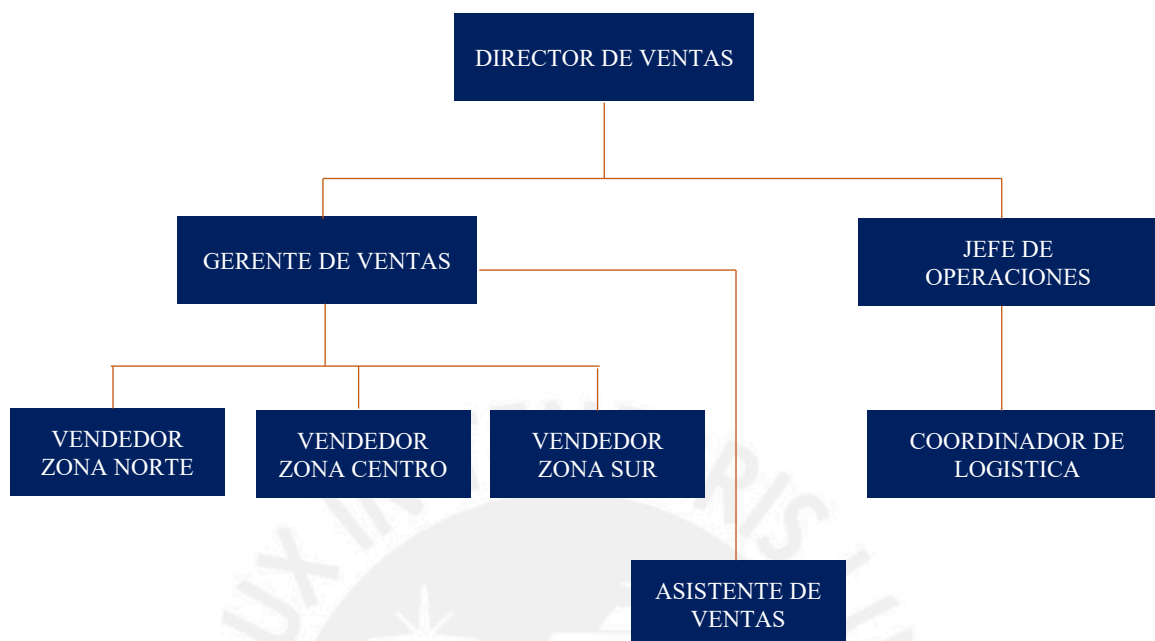 DIRECTOR DE VENTAS
GERENTE DE VENTAS
JEFE DE
OPERACIONES
VENDEDOR
ZONA NORTE
VENDEDOR
ZONA CENTRO
VENDEDOR
ZONA SUR
COORDINADOR DE
LOGISTICA
ASISTENTE DE
VENTAS